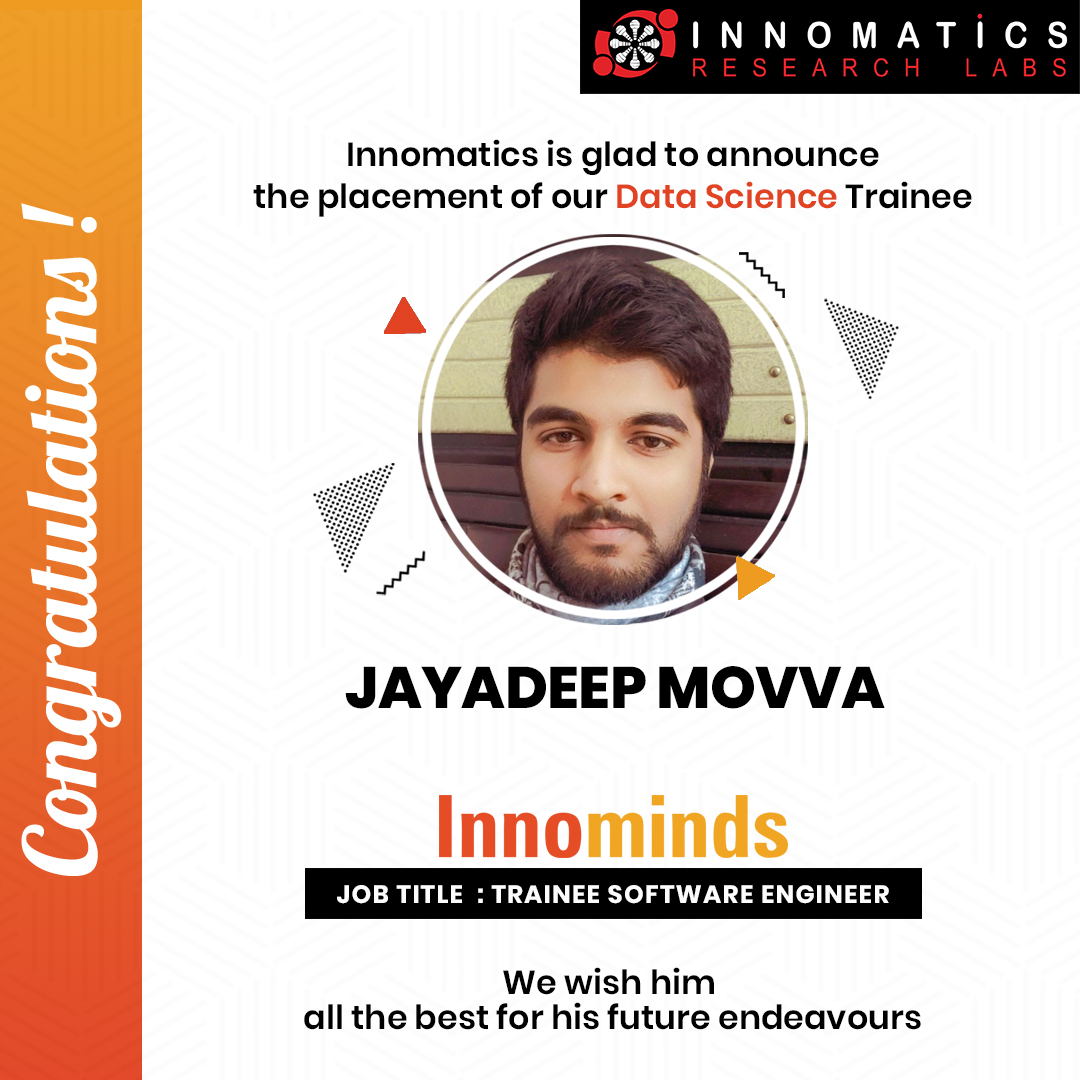 INNOMATICS
RESEARCH LABS
Congratulations !
Innomatics is glad to announce
the placement of our Data Science Trainee
JAYADEEP MOVVA
Innominds
JOB TITLE : TRAINEE SOFTWARE ENGINEER
We wish him
all the best for his future endeavours